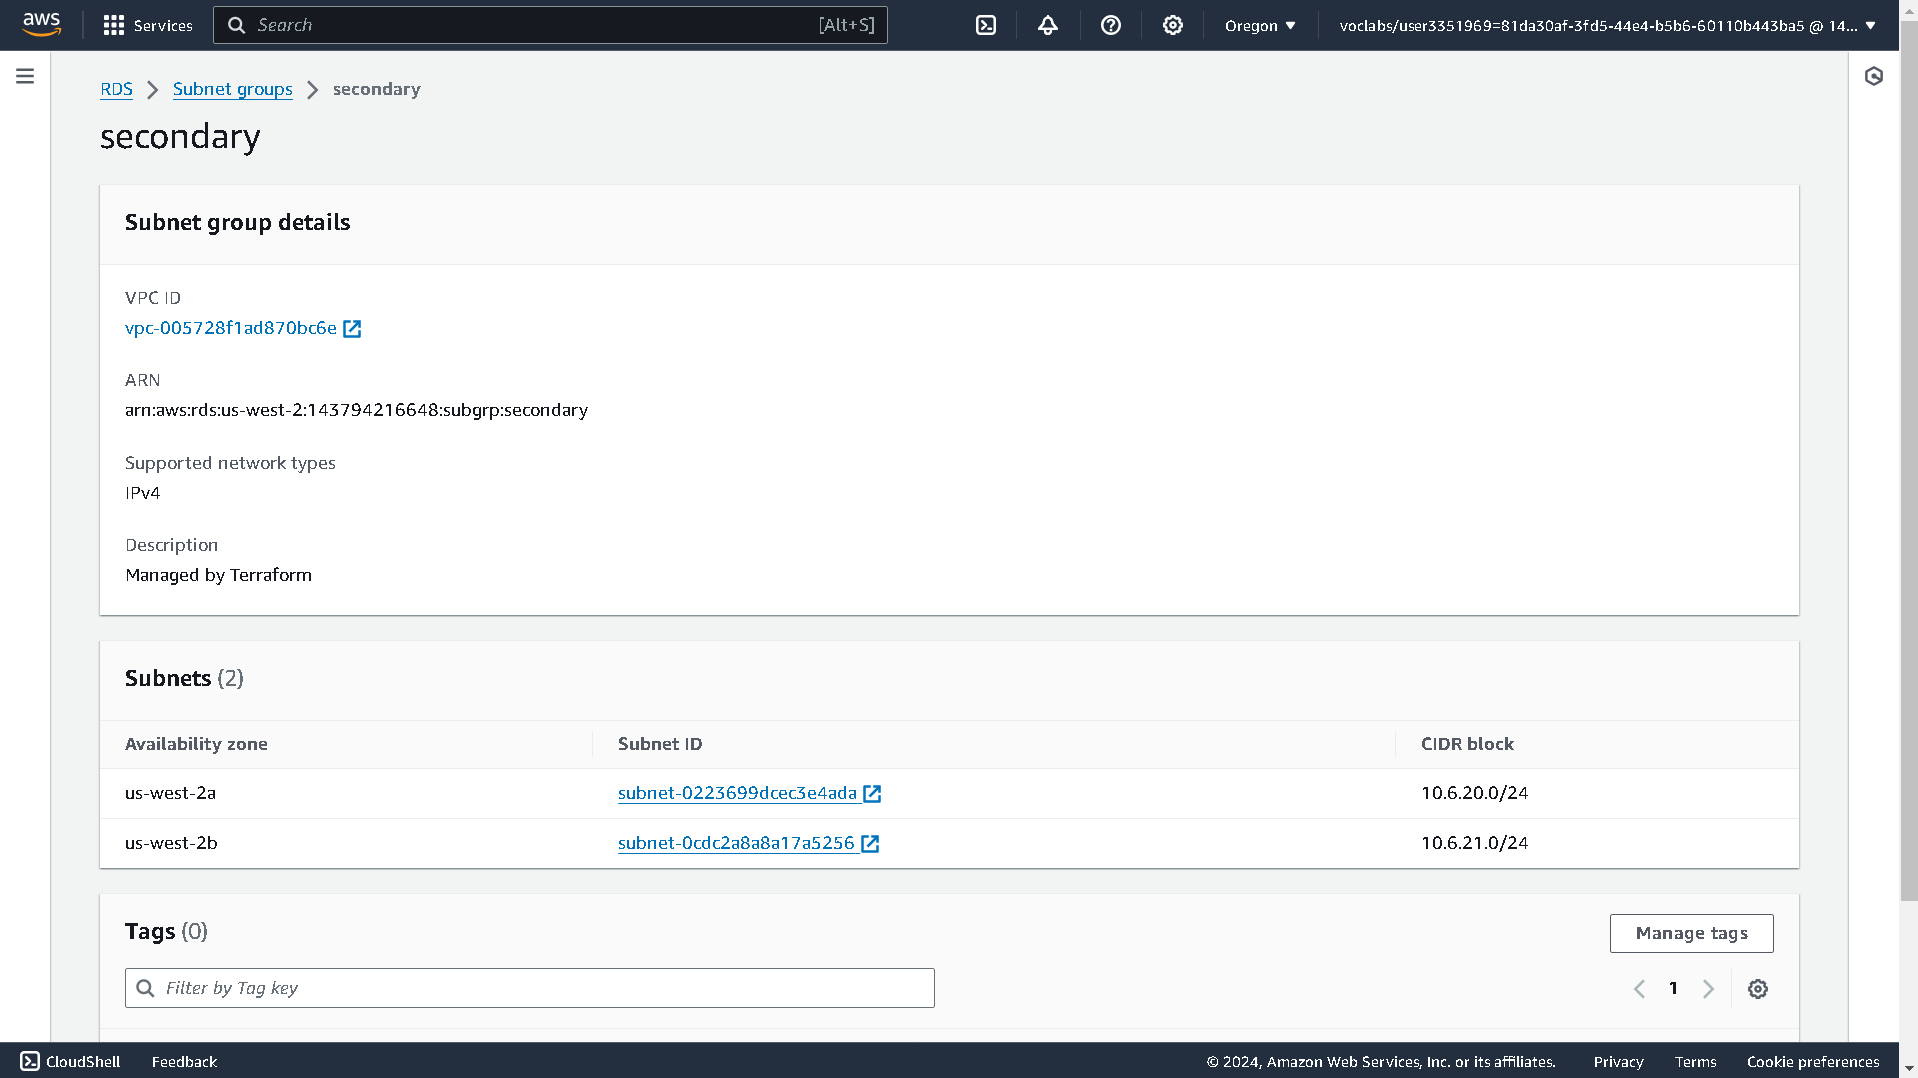 aws
Services
Search
[Alt+S]
Oregon
voclabs/user3351969=81da30af-3fd5-44e4-b5b6-60110b443ba5 @ 14...
RDS
Subnet groups
secondary
secondary
Subnet group details
VPC ID
vpc-005728f1ad870bc6e
ARN
arn:aws:rds:us-west-2:143794216648:subgrp:secondary
Supported network types
IPv4
Description
Managed by Terraform
Subnets (2)
Availability zone
Subnet ID
CIDR block
us-west-2a
subnet-0223699dcec3e4ada
10.6.20.0/24
us-west-2b
subnet-0cdc2a8a8a17a5256
10.6.21.0/24
Tags (0)
Manage tags
Filter by Tag key
1
CloudShell
Feedback
© 2024, Amazon Web Services, Inc. or its affiliates.
Privacy
Terms
Cookie preferences